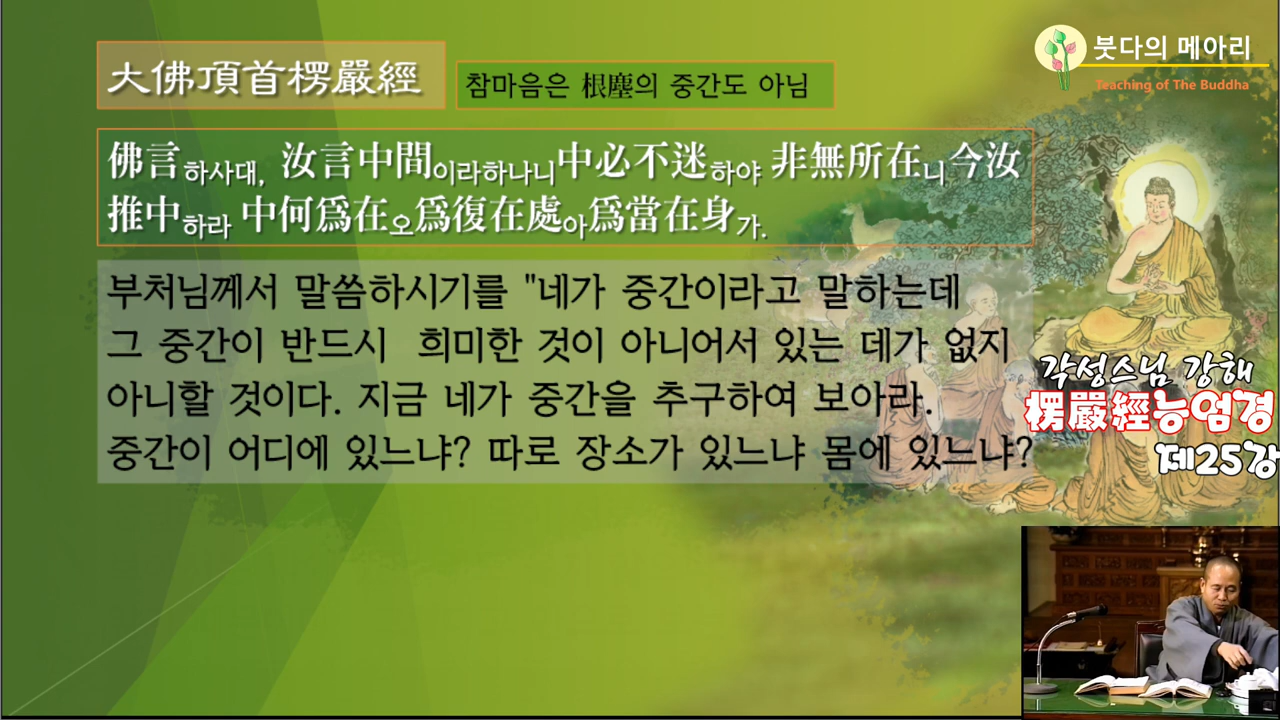 大佛頂首楞嚴經
참마음은 根塵의 중간도 아님
붓다의 메아리
Teaching of The Buddha
佛言하사대, 汝言中間이라하나니中必不迷하야 非無所在니今汝
推中하라 中何爲在오爲復在處아爲當在身가.
부처님께서 말씀하시기를 "네가 중간이라고 말하는데
그 중간이 반드시 희미한 것이 아니어서 있는 데가 없지
아니할 것이다. 지금 네가 중간을 추구하여 보아라.
중간이 어디에 있느냐? 따로 장소가 있느냐 몸에 있느냐?
각성스님 강해
楞嚴經능엄경
제25강